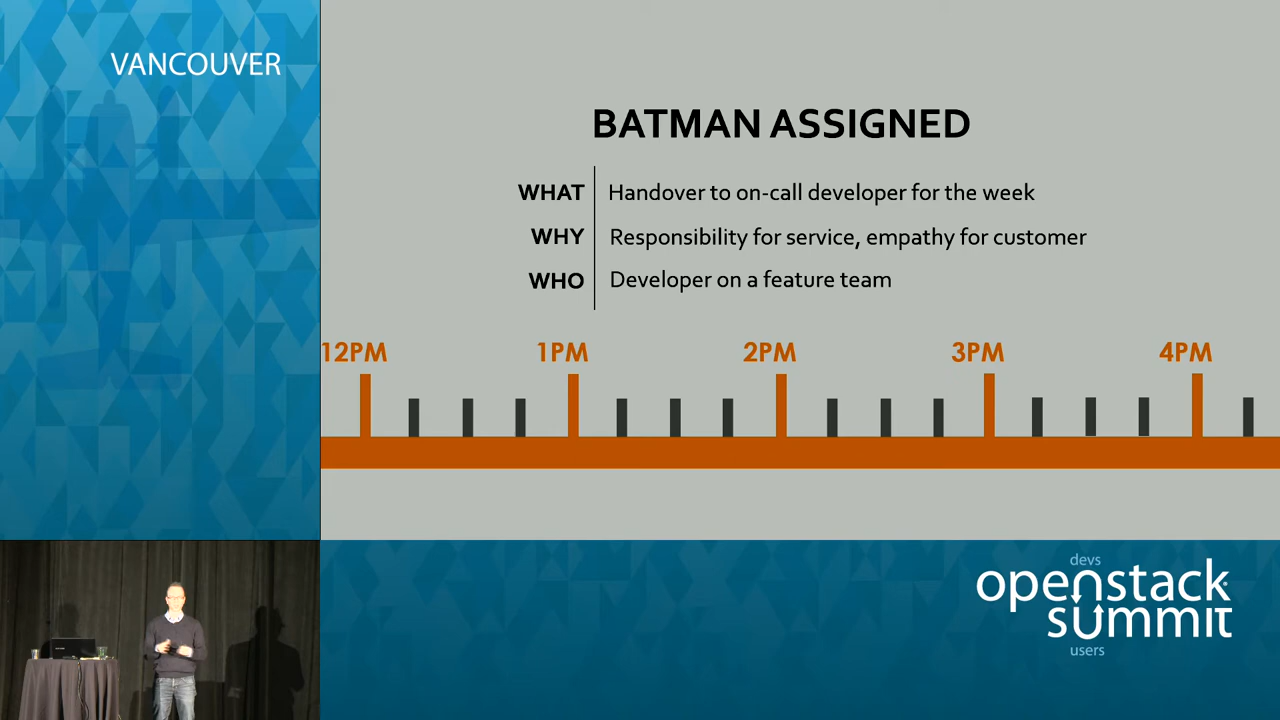 VANCOUVER
BATMAN ASSIGNED
WHAT Handover to on-call developer for the week
WHY Responsibility for service, empathy for customer
WHO Developer on a feature team
12PM 1PM 2PM 3PM 4PM
devs
openstack
summit
users